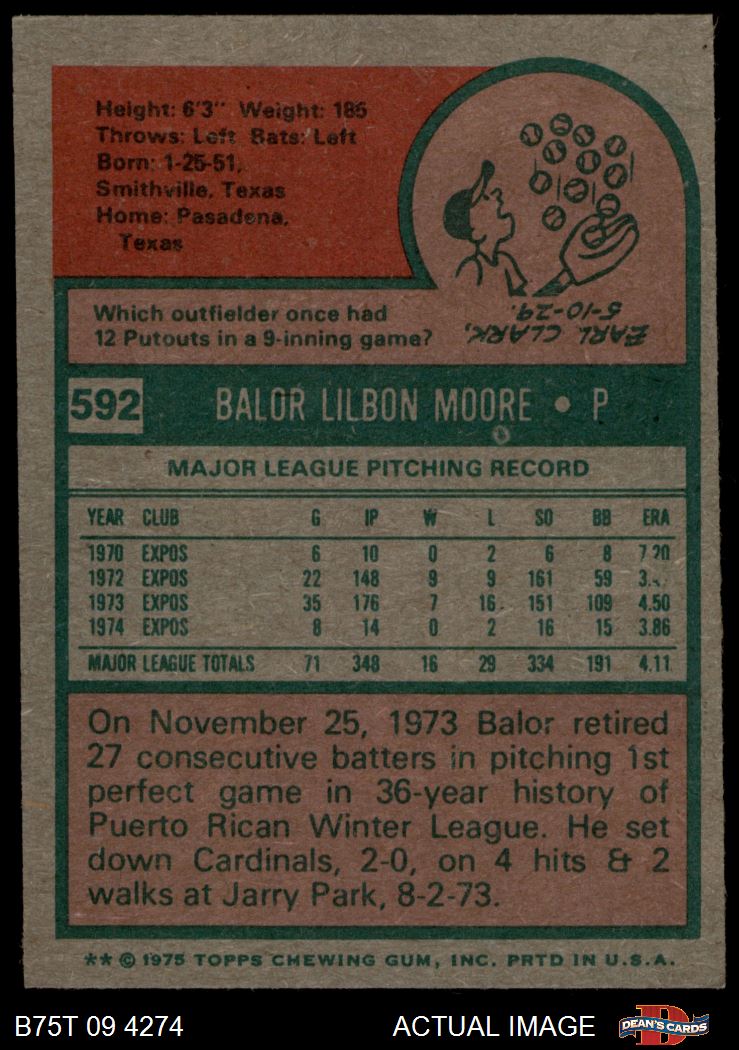 Height: 6'3" Weight: 185
Throws: Left Bats: Left
Born: 1-25-51,
Smithville, Texas
Home: Pasadena,
Texas
Which outfielder once had
12 Putouts in a 9-inning game?
EARL CLARK,
5-10-29.
592 BALOR LILBON MOORE • P
MAJOR LEAGUE PITCHING RECORD
YEAR CLUB G IP W L SO BB ERA
1970 EXPOS 6 10 0 2 6 8 7.20
1972 EXPOS 22 148 9 9 161 59
1973 EXPOS 35 176 7 16 151 109 4.50
1974 EXPOS 8 14 0 2 16 15 3.86
MAJOR LEAGUE TOTALS 71 348 16 29 334 191 4.11
On November 25, 1973 Balor retired
27 consecutive batters in pitching 1st
perfect game in 36-year history of
Puerto Rican Winter League. He set
down Cardinals, 2-0, on 4 hits & 2
walks at Jarry Park, 8-2-73.
** © 1975 TOPPS CHEWING GUM, INC. PRTD IN U.S.A.
B75T 09 4274 ACTUAL IMAGE DEAN'S CARDS